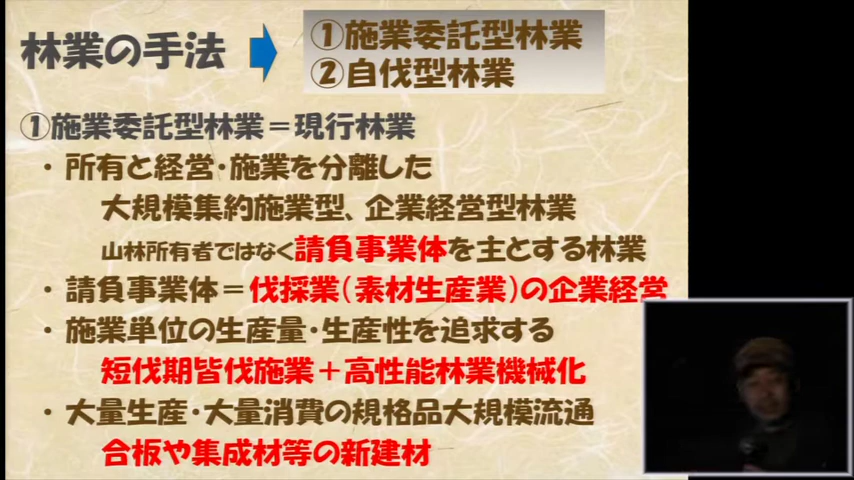 林業の手法
①施業委託型林業
②自伐型林業
①施業委託型林業＝現行林業
・所有と経営・施業を分離した
大規模集約施業型、企業経営型林業
山林所有者ではなく請負事業体を主とする林業
・請負事業体＝伐採業（素材生産業）の企業経営
・施業単位の生産量・生産性を追求する
短伐期皆伐施業＋高性能林業機械化
・大量生産・大量消費の規格品大規模流通
合板や集成材等の新建材